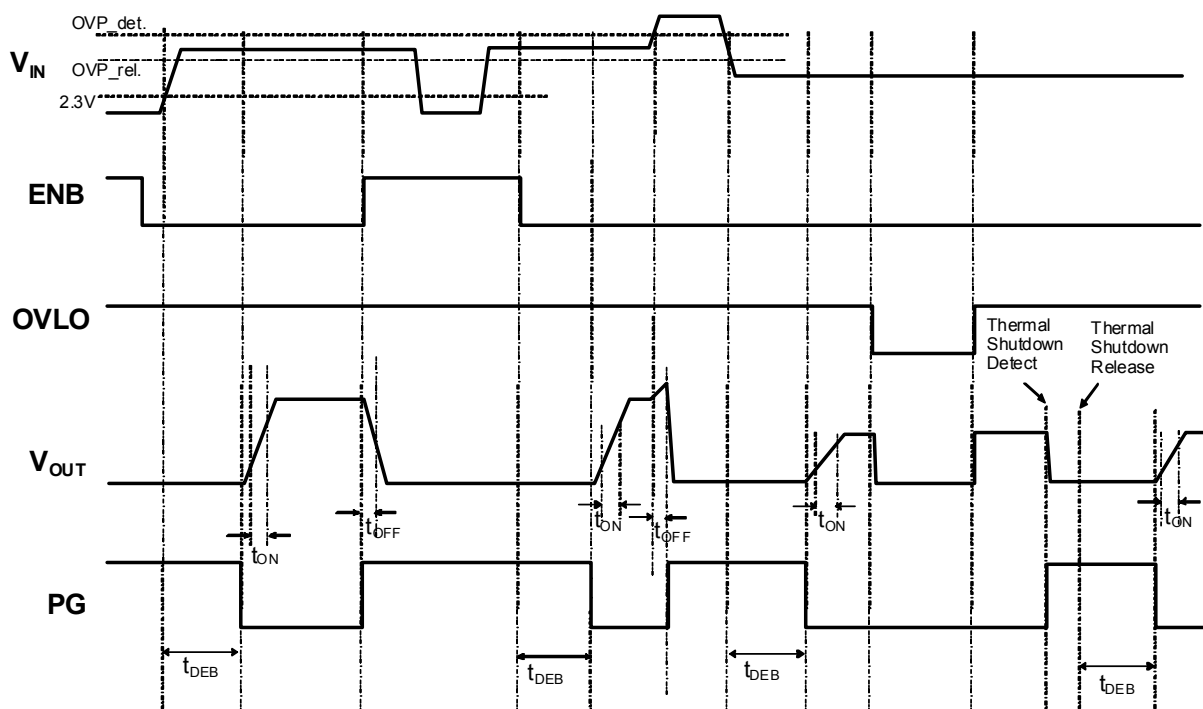 OVP_det.
V_IN
OVP_rel.
2.3V
ENB
OVLO
Thermal
Shutdown
Detect
Thermal
Shutdown
Release
V_OUT
t_ON
t_OFF
t_ON
t_OFF
t_ON
t_ON
PG
t_DEB
t_DEB
t_DEB
t_DEB